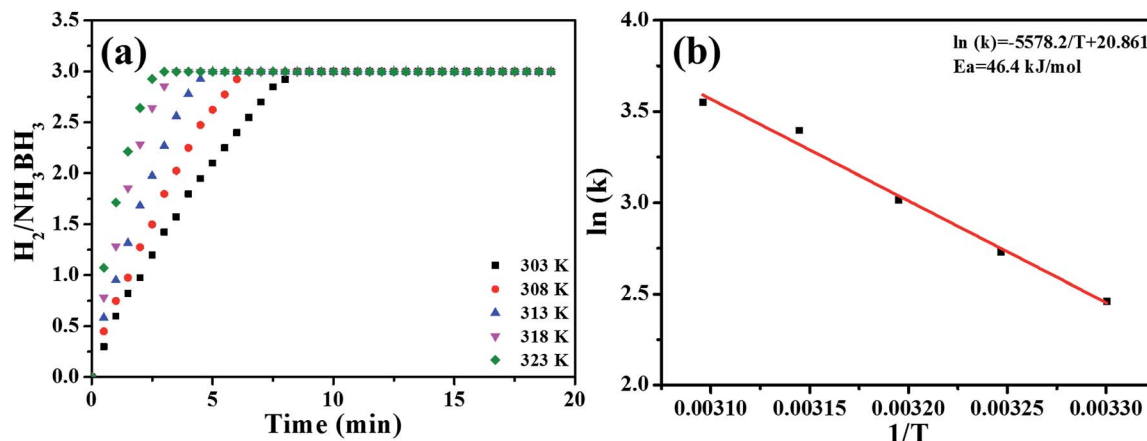 (a)
H2/NH3BH3
3.5
3.0
2.5
2.0
1.5
1.0
0.5
0.0
303 K
308 K
313 K
318 K
323 K
0 5 10 15 20
Time (min)
(b)
ln (k)=-5578.2/T+20.861
Ea=46.4 kJ/mol
ln (k)
3.5
3.0
2.5
2.0
0.00310 0.00315 0.00320 0.00325 0.00330
1/T